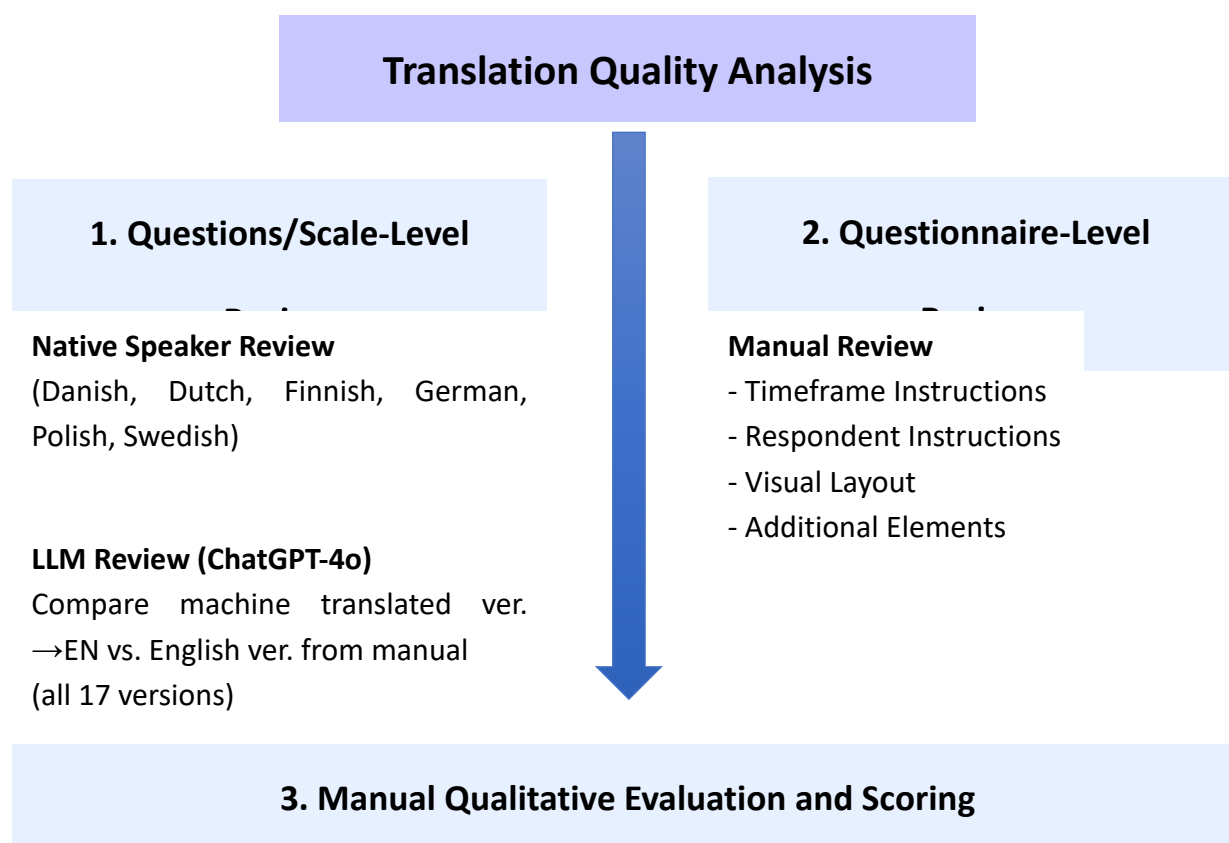 Translation Quality Analysis
1. Questions/Scale-Level
Native Speaker Review
(Danish, Dutch, Finnish, German,
Polish, Swedish)
LLM Review (ChatGPT-4o)
Compare machine translated ver.
→EN vs. English ver. from manual
(all 17 versions)
2. Questionnaire-Level
Manual Review
- Timeframe Instructions
- Respondent Instructions
- Visual Layout
- Additional Elements
3. Manual Qualitative Evaluation and Scoring